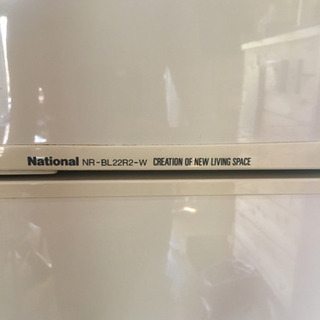 National NR-BL22R2-W CREATION OF NEW LIVING SPACE